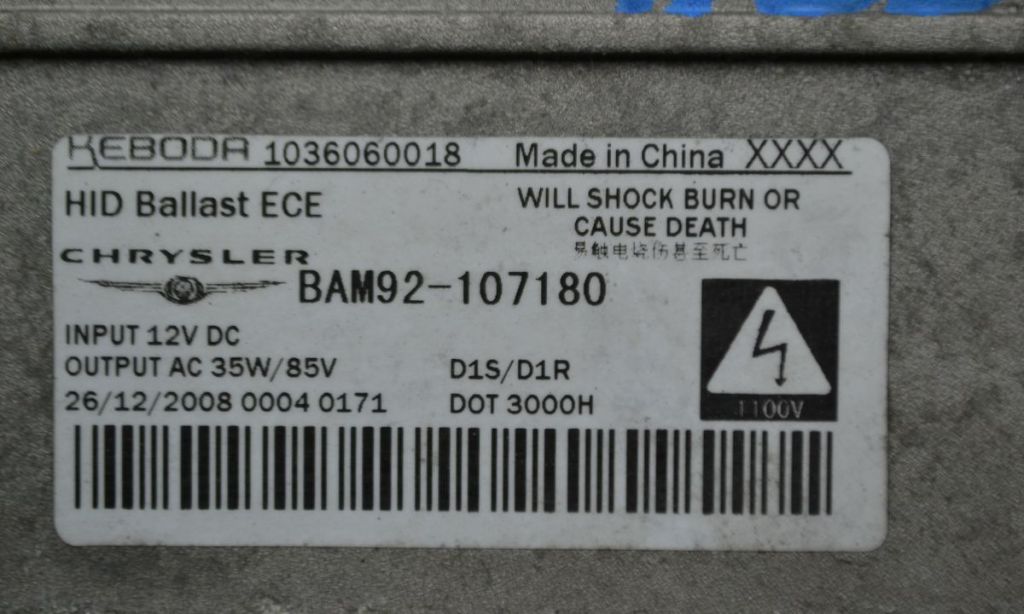 KEBODA 1036060018 Made in China XXXX
HID Ballast ECE
WILL SHOCK BURN OR
CAUSE DEATH
易触电烧伤甚至死亡
CHRYSLER
BAM92-107180
INPUT 12V DC
OUTPUT AC 35W/85V D1S/D1R
26/12/2008 0004 0171 DOT 3000H
1100V